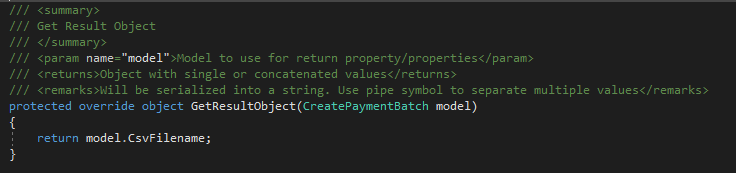 /// <summary>
/// Get Result Object
/// </summary>
/// <param name="model">Model to use for return property/properties</param>
/// <returns>Object with single or concatenated values</returns>
/// <remarks>Will be serialized into a string. Use pipe symbol to separate multiple values</remarks>
protected override object GetResultObject(CreatePaymentBatch model)
{
    return model.CsvFilename;
}